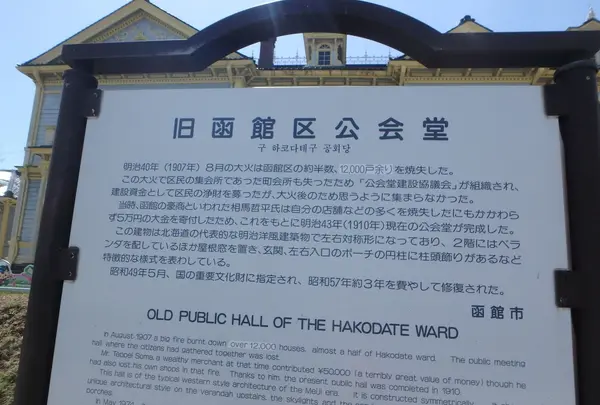 旧函館区公会堂
구 하코다테구 공회당
明治40年(1907年)8月の大火は函館区の約半数、12,000戸余りを焼失した。
この大火で区民の集会所であった町会所も失ったため「公会堂建設協議会」が組織され、
建設資金として区民の浄財を募ったが、大火後のため思うように集まらなかった。
当時、函館の豪商といわれた相馬哲平氏は自分の店舗などの多くを焼失したにもかかわ
らず5万円の大金を寄付したため、これをもとに明治43年(1910年)現在の公会堂が完成した。
この建物は北海道の代表的な明治洋風建築物で左右対称形になっており、2階にはベラ
ンダを配しているほか屋根窓を置き、玄関、左右入口のポーチの円柱に柱頭飾りがあるなど
特徴的な様式を表わしている。
昭和49年5月、国の重要文化財に指定され、昭和57年約3年を費やして修復された。
函館市
OLD PUBLIC HALL OF THE HAKODATE WARD
In August 1907 a big fire burnt down over 12,000 houses, almost a half of Hakodate ward. The public meeting
hall where the citizens had gathered together was lost.
Mr. Teppei Soma, a wealthy merchant at that time contributed ¥50,000 (a terribly great value of money) though he
had also lost his own shops in that fire. Thanks to him, the present public hall was completed in 1910.
This hall is of the typical western style architecture of the Meiji era. It is constructed symmetrically.
unique architectural style on the verandah upstairs, the skylights and the
porches.
In May 1974,